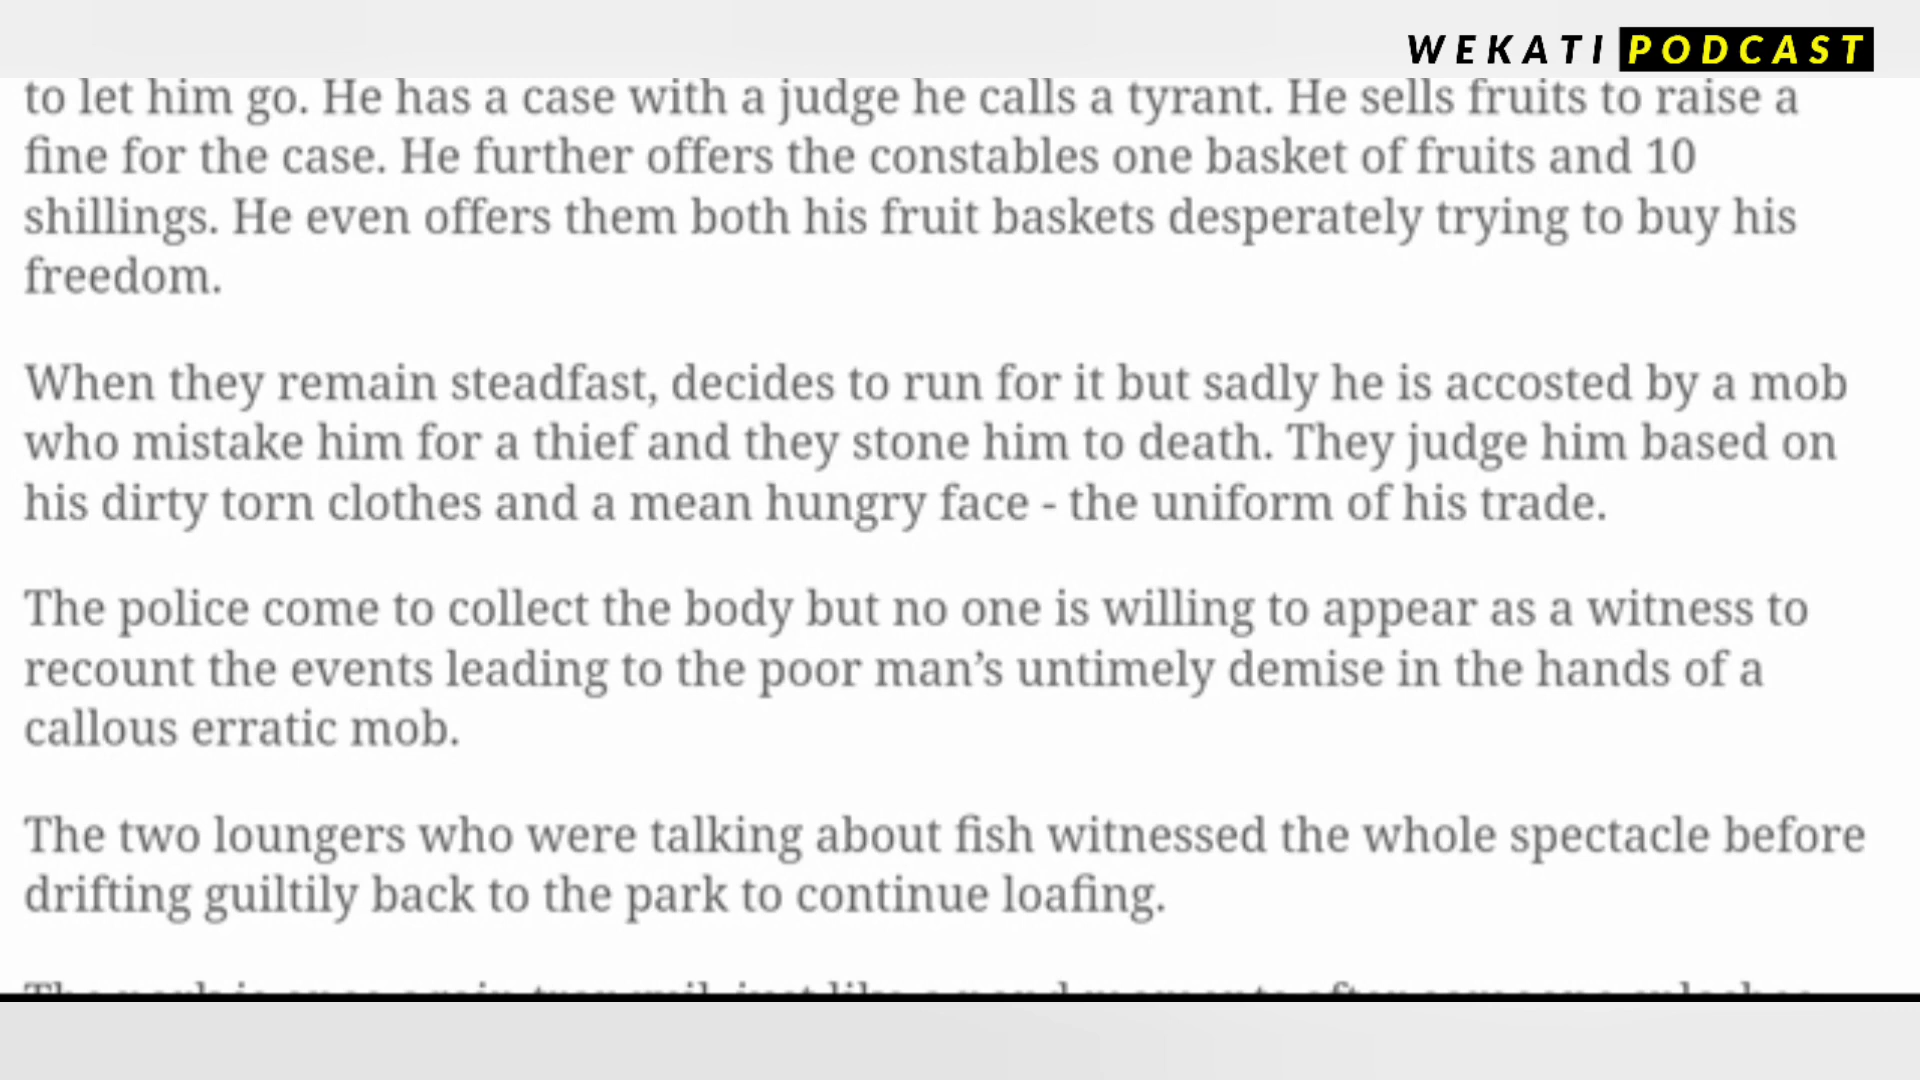 WEKATI PODCAST
to let him go. He has a case with a judge he calls a tyrant. He sells fruits to raise a
fine for the case. He further offers the constables one basket of fruits and 10
shillings. He even offers them both his fruit baskets desperately trying to buy his
freedom.
When they remain steadfast, decides to run for it but sadly he is accosted by a mob
who mistake him for a thief and they stone him to death. They judge him based on
his dirty torn clothes and a mean hungry face - the uniform of his trade.
The police come to collect the body but no one is willing to appear as a witness to
recount the events leading to the poor man’s untimely demise in the hands of a
callous erratic mob.
The two loungers who were talking about fish witnessed the whole spectacle before
drifting guiltily back to the park to continue loafing.